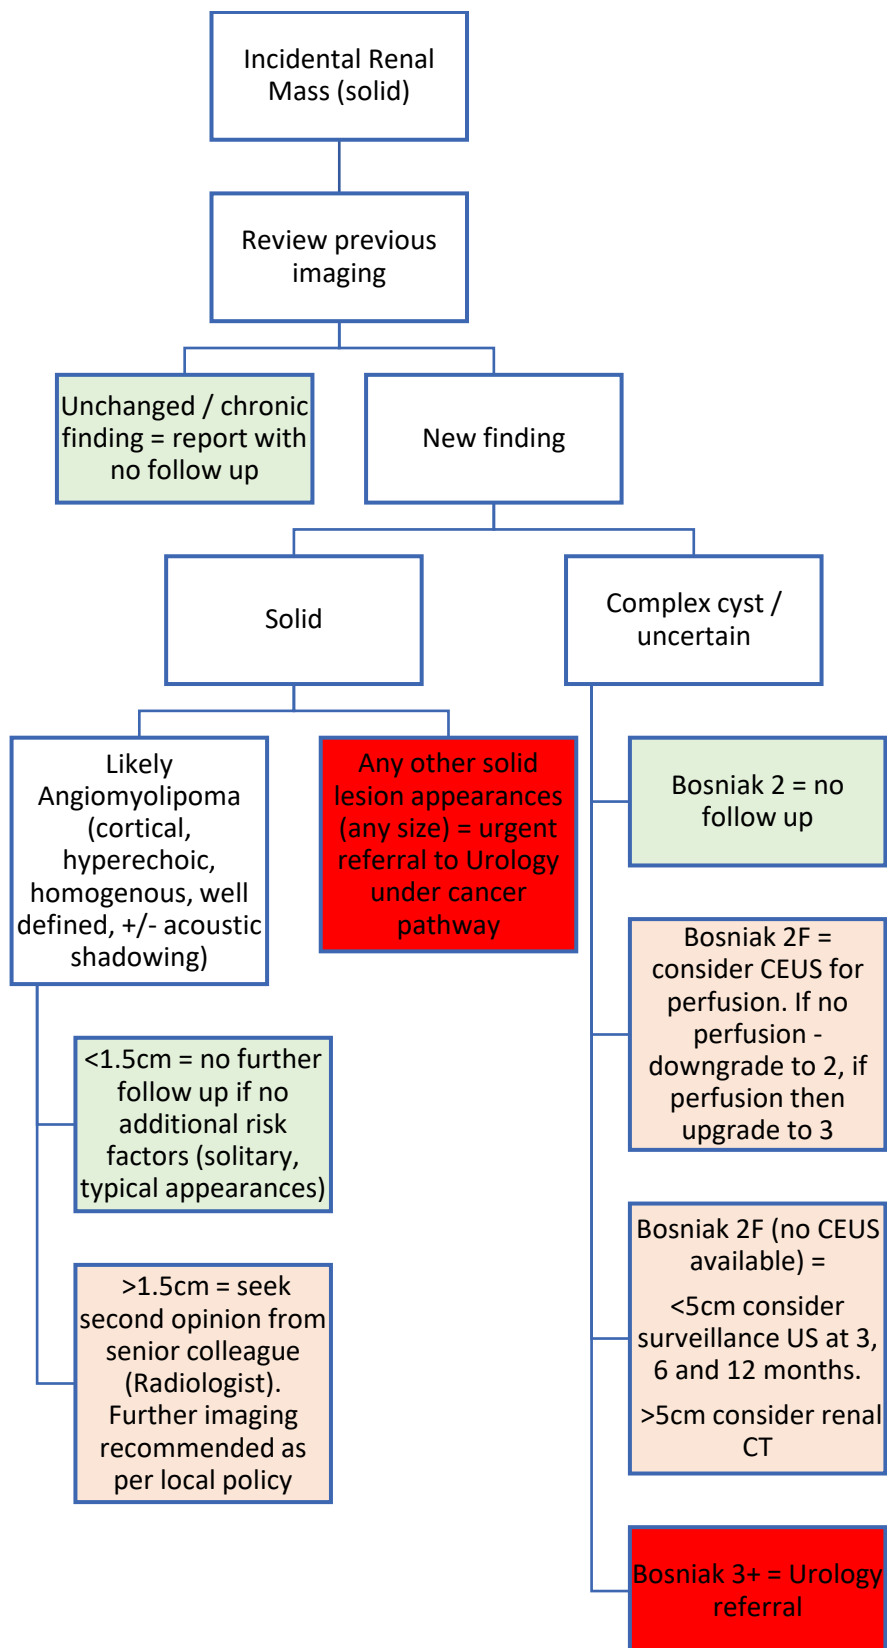 Incidental Renal
Mass (solid)
Review previous
imaging
Unchanged / chronic
finding = report with
no follow up
New finding
Solid
Complex cyst /
uncertain
Likely
Angiomyolipoma
(cortical,
hyperechoic,
homogenous, well
defined, +/- acoustic
shadowing)
Any other solid
lesion appearances
(any size) = urgent
referral to Urology
under cancer
pathway
<1.5cm = no further
follow up if no
additional risk
factors (solitary,
typical appearances)
>1.5cm = seek
second opinion from
senior colleague
(Radiologist).
Further imaging
recommended as
per local policy
Bosniak 2 = no
follow up
Bosniak 2F =
consider CEUS for
perfusion. If no
perfusion -
downgrade to 2, if
perfusion then
upgrade to 3
Bosniak 2F (no CEUS
available) =
<5cm consider
surveillance US at 3,
6 and 12 months.
>5cm consider renal
CT
Bosniak 3+ = Urology
referral